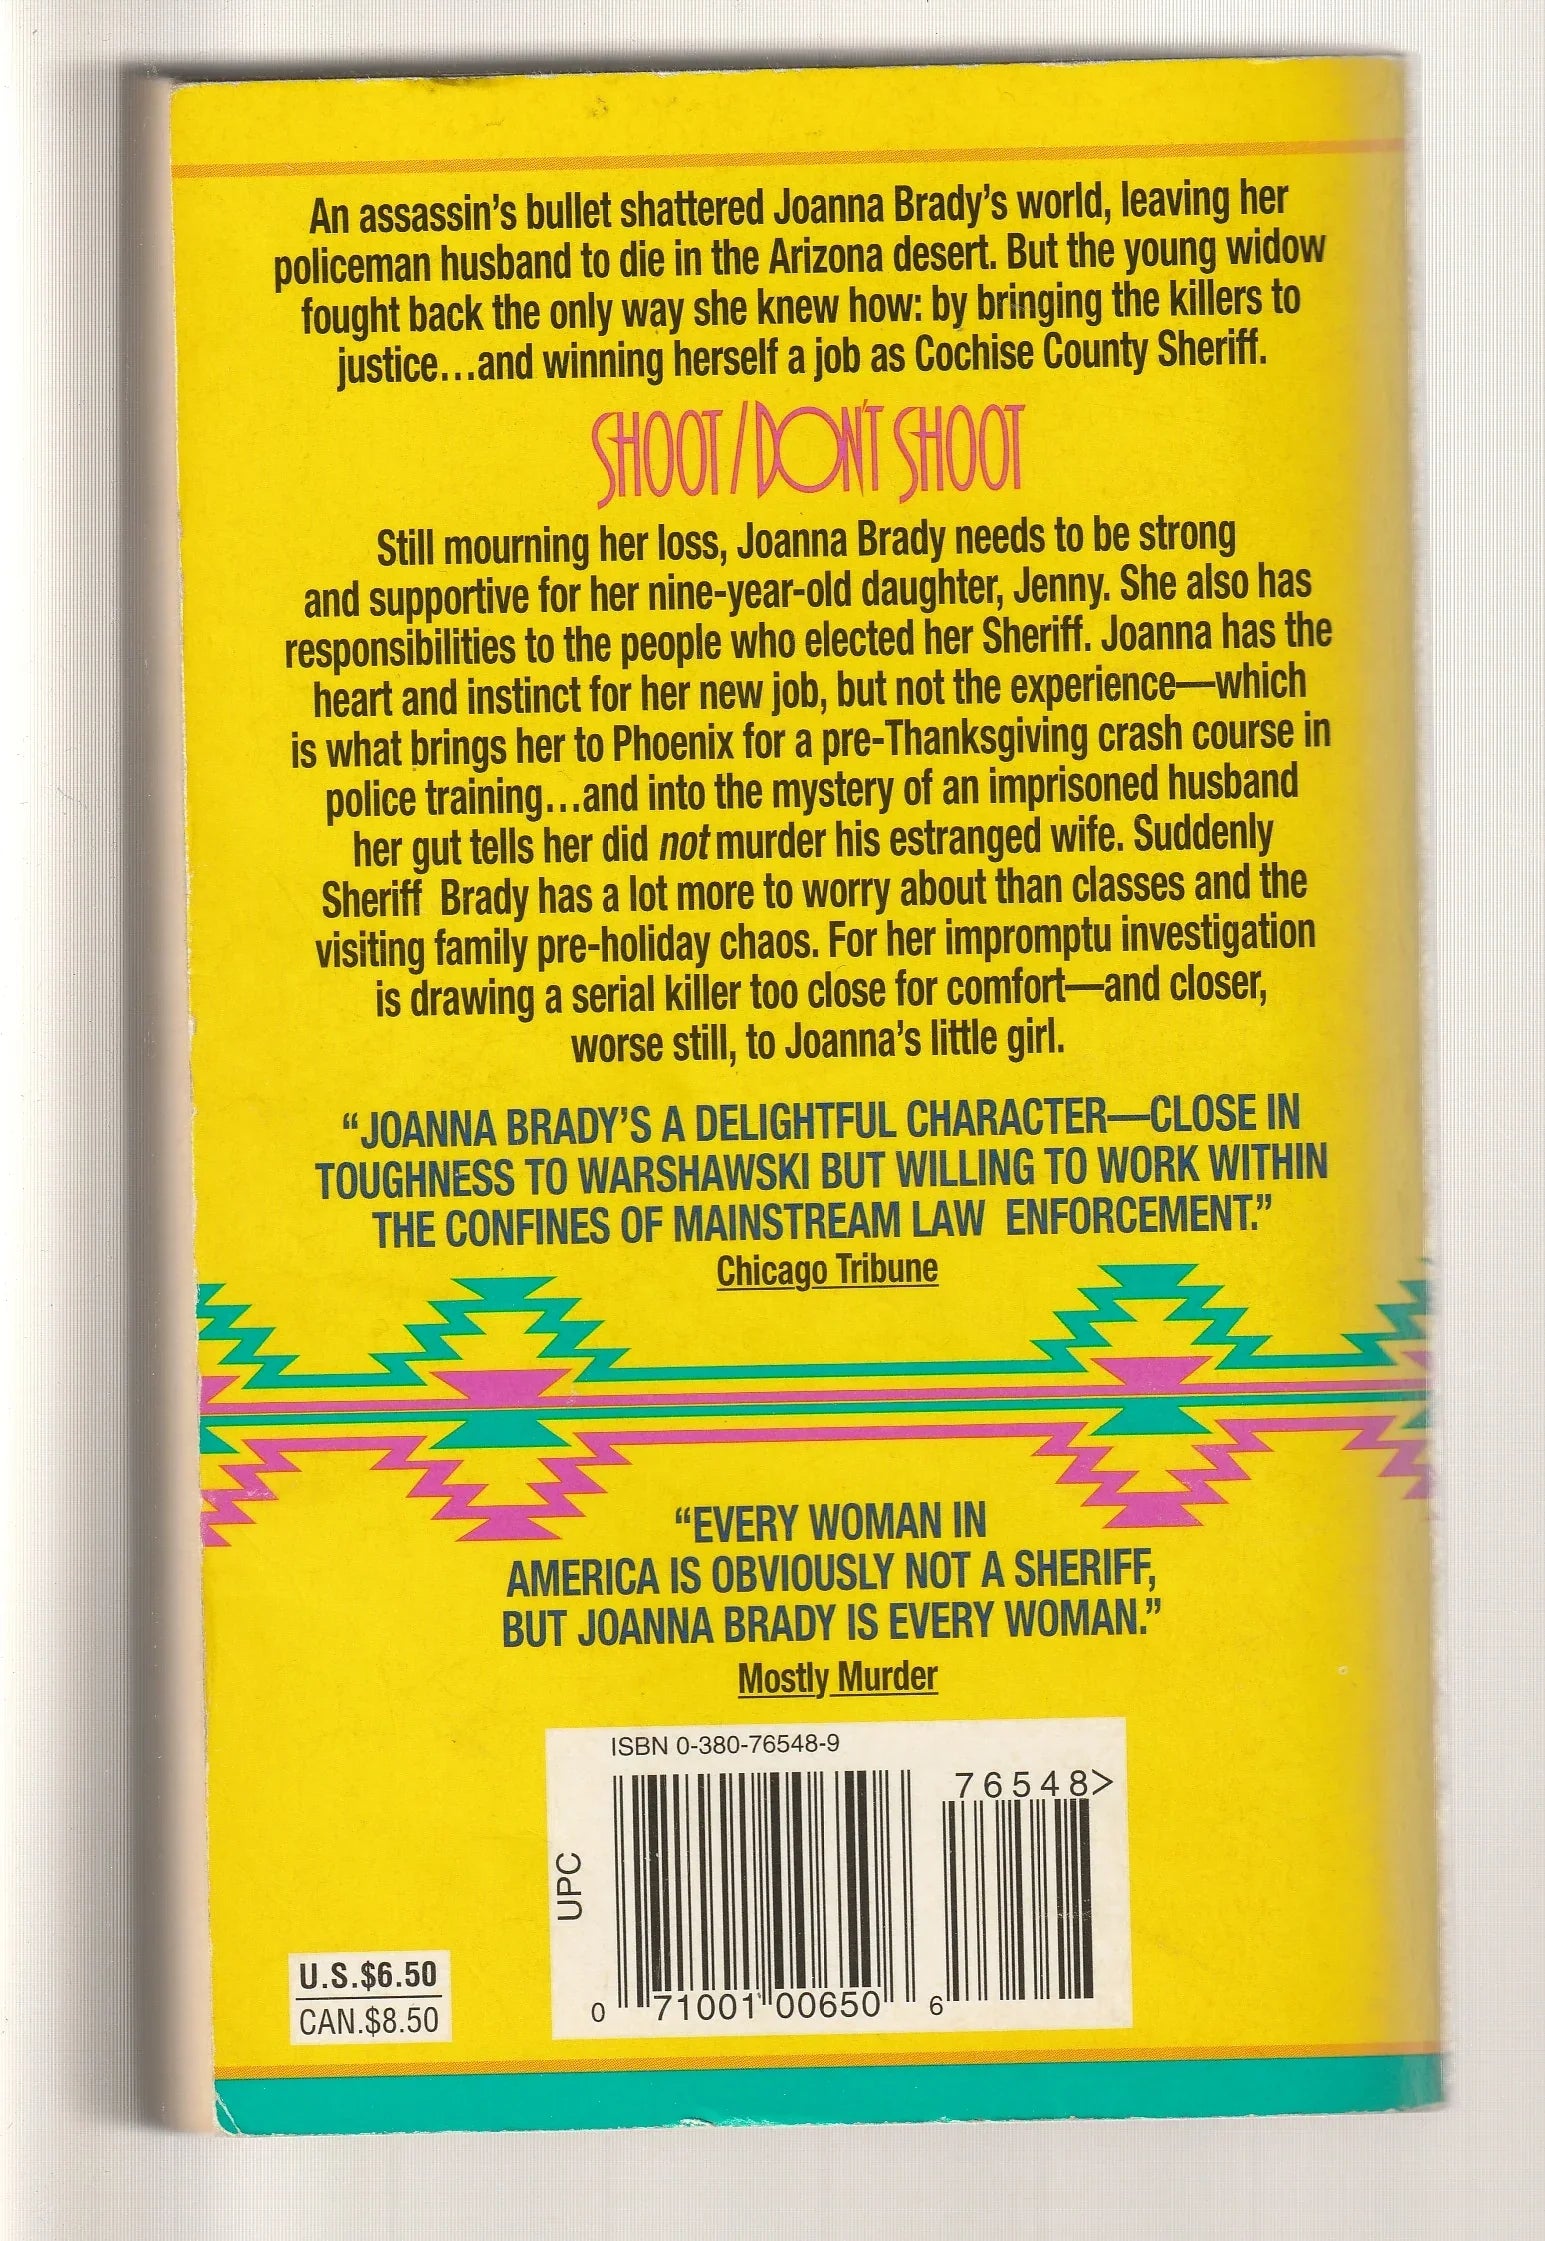 An assassin's bullet shattered Joanna Brady's world, leaving her
policeman husband to die in the Arizona desert. But the young widow
fought back the only way she knew how: by bringing the killers to
justice...and winning herself a job as Cochise County Sheriff.
SHOOT/DON'T SHOOT
Still mourning her loss, Joanna Brady needs to be strong
and supportive for her nine-year-old daughter, Jenny. She also has
responsibilities to the people who elected her Sheriff. Joanna has the
heart and instinct for her new job, but not the experience—which
is what brings her to Phoenix for a pre-Thanksgiving crash course in
police training...and into the mystery of an imprisoned husband
her gut tells her did not murder his estranged wife. Suddenly
Sheriff Brady has a lot more to worry about than classes and the
visiting family pre-holiday chaos. For her impromptu investigation
is drawing a serial killer too close for comfort—and closer,
worse still, to Joanna's little girl.
“JOANNA BRADY'S A DELIGHTFUL CHARACTER—CLOSE IN
TOUGHNESS TO WARSHAWSKI BUT WILLING TO WORK WITHIN
THE CONFINES OF MAINSTREAM LAW ENFORCEMENT.”
Chicago Tribune
“EVERY WOMAN IN
AMERICA IS OBVIOUSLY NOT A SHERIFF,
BUT JOANNA BRADY IS EVERY WOMAN.”
Mostly Murder
ISBN 0-380-76548-9
76548>
UPC
0 71001 00650 6
U.S.$6.50
CAN.$8.50